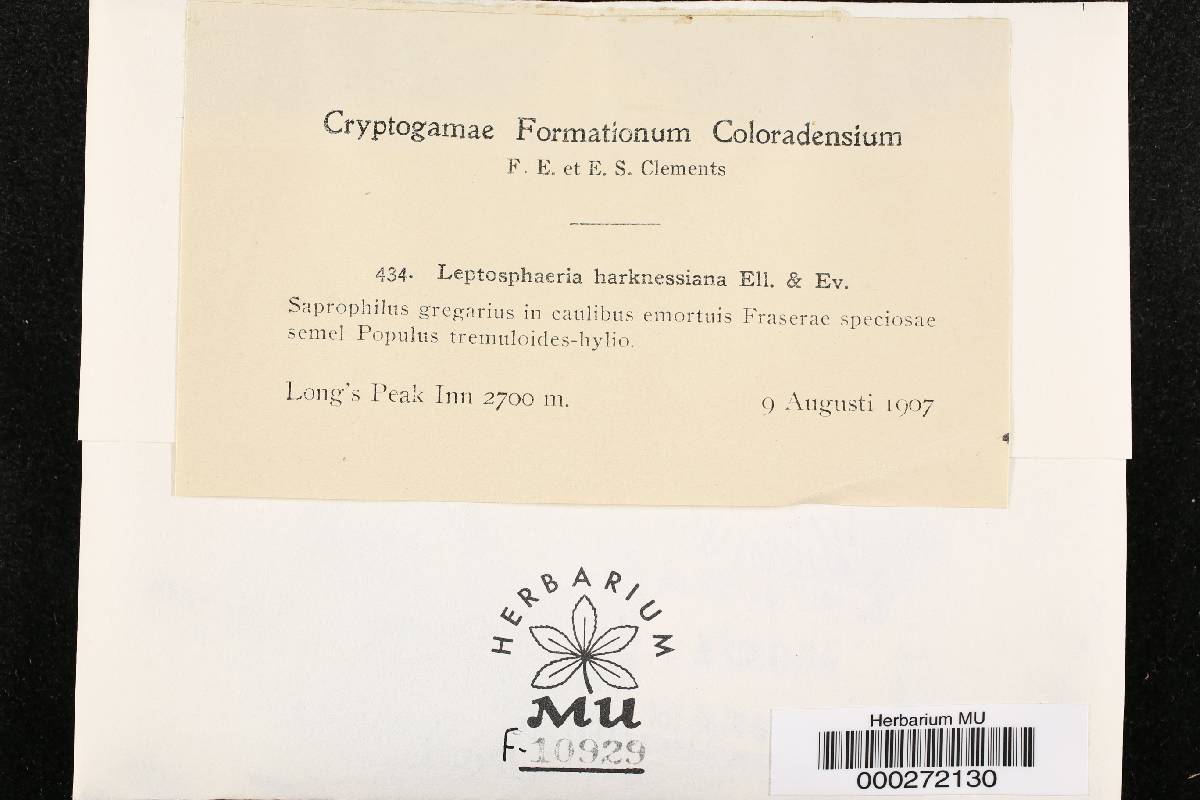 Cryptogamae Formationum Coloradensium
F. E. et E. S. Clements
434. Leptosphaeria harknessiana Ell. & Ev.
Saprophilus gregarius in caulibus emortuis Fraserae speciosae
semel Populus tremuloides-hylio.
Long's Peak Inn 2700 m. 9 Augusti 1907
HERBARIUM
MU
F-10929
Herbarium MU
000272130